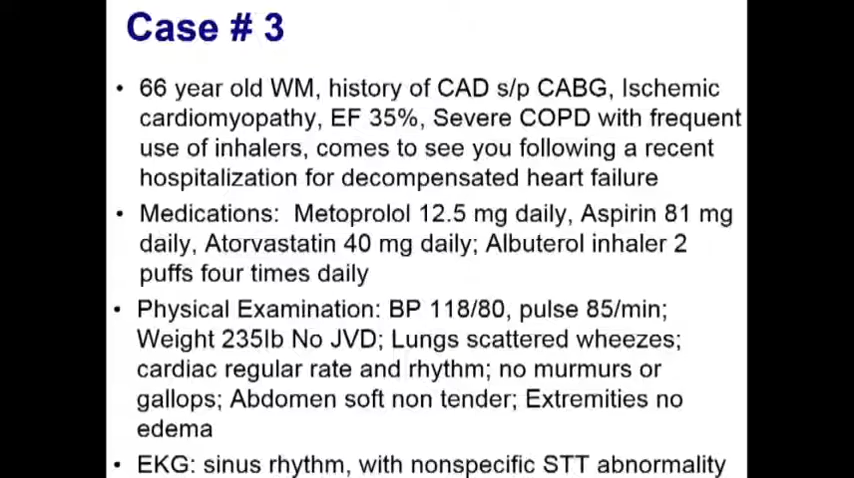 Case # 3
• 66 year old WM, history of CAD s/p CABG, Ischemic
cardiomyopathy, EF 35%, Severe COPD with frequent
use of inhalers, comes to see you following a recent
hospitalization for decompensated heart failure
• Medications: Metoprolol 12.5 mg daily, Aspirin 81 mg
daily, Atorvastatin 40 mg daily; Albuterol inhaler 2
puffs four times daily
• Physical Examination: BP 118/80, pulse 85/min;
Weight 235lb No JVD; Lungs scattered wheezes;
cardiac regular rate and rhythm; no murmurs or
gallops; Abdomen soft non tender; Extremities no
edema
• EKG: sinus rhythm, with nonspecific STT abnormality